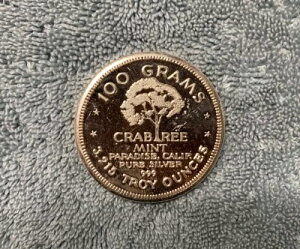 100 GRAMS
CRABTREE
MINT
PARADISE, CALIF.
PURE SILVER
.999
3.215 TROY OUNCES